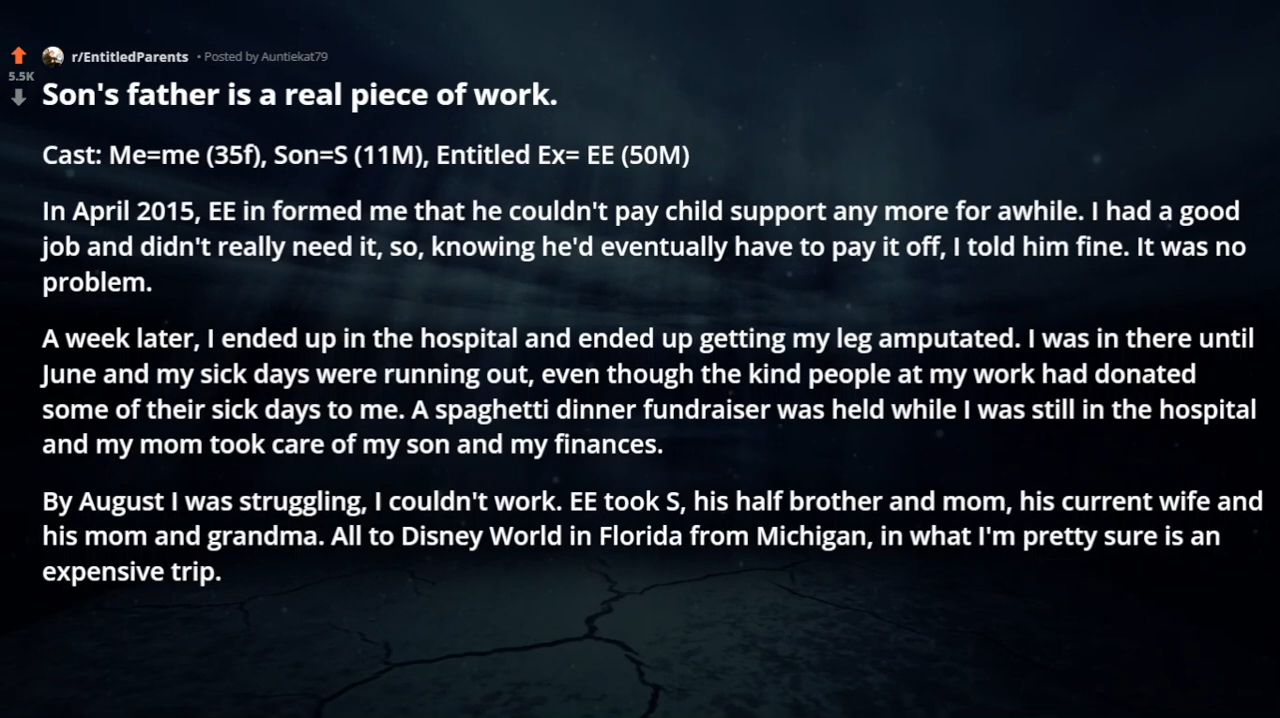 r/EntitledParents • Posted by Auntiekat79
5.5K
Son's father is a real piece of work.
Cast: Me=me (35f), Son=S (11M), Entitled Ex= EE (50M)
In April 2015, EE in formed me that he couldn't pay child support any more for awhile. I had a good
job and didn't really need it, so, knowing he'd eventually have to pay it off, I told him fine. It was no
problem.
A week later, I ended up in the hospital and ended up getting my leg amputated. I was in there until
June and my sick days were running out, even though the kind people at my work had donated
some of their sick days to me. A spaghetti dinner fundraiser was held while I was still in the hospital
and my mom took care of my son and my finances.
By August I was struggling, I couldn't work. EE took S, his half brother and mom, his current wife and
his mom and grandma. All to Disney World in Florida from Michigan, in what I'm pretty sure is an
expensive trip.